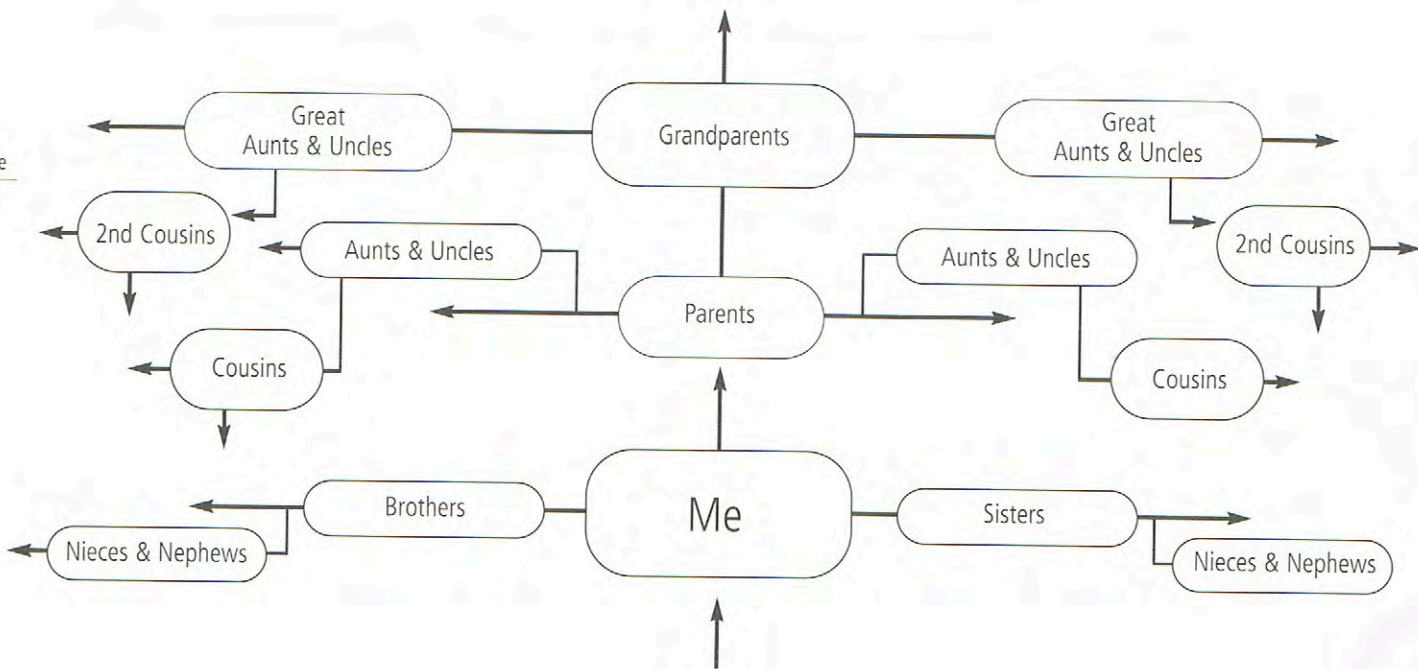 Great
Aunts & Uncles
Grandparents
Great
Aunts & Uncles
e
2nd Cousins
Aunts & Uncles
Aunts & Uncles
2nd Cousins
Parents
Cousins
Cousins
Brothers
Me
Sisters
Nieces & Nephews
Nieces & Nephews